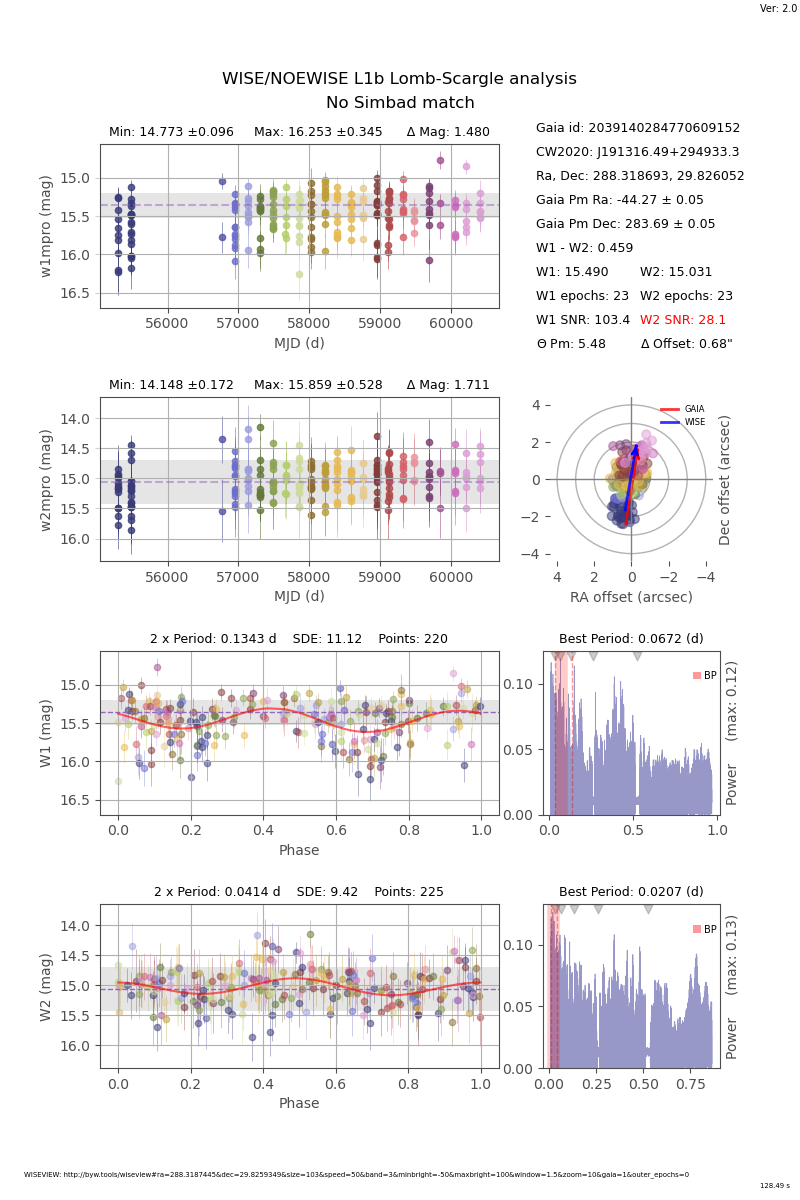 Ver: 2.0
WISE/NOEWISE L1b Lomb-Scargle analysis
No Simbad match
Min: 14.773 ±0.096 Max: 16.253 ±0.345 Δ Mag: 1.480
15.0
15.5
16.0
16.5
w1mpro (mag)
56000 57000 58000 59000 60000
MJD (d)
Gaia id: 2039140284770609152
CW2020: J191316.49+294933.3
Ra, Dec: 288.318693, 29.826052
Gaia Pm Ra: -44.27 ± 0.05
Gaia Pm Dec: 283.69 ± 0.05
W1 - W2: 0.459
W1: 15.490 W2: 15.031
W1 epochs: 23 W2 epochs: 23
W1 SNR: 103.4 W2 SNR: 28.1
Θ Pm: 5.48 Δ Offset: 0.68"
Min: 14.148 ±0.172 Max: 15.859 ±0.528 Δ Mag: 1.711
14.0
14.5
15.0
15.5
16.0
w2mpro (mag)
56000 57000 58000 59000 60000
MJD (d)
GAIA
WISE
4
2
0
−2
−4
4 2 0 −2 −4
RA offset (arcsec)
Dec offset (arcsec)
2 x Period: 0.1343 d SDE: 11.12 Points: 220
15.0
15.5
16.0
16.5
W1 (mag)
0.0 0.2 0.4 0.6 0.8 1.0
Phase
Best Period: 0.0672 (d)
BP
0.10
0.05
0.00
0.0 0.5 1.0
Power (max: 0.12)
2 x Period: 0.0414 d SDE: 9.42 Points: 225
14.0
14.5
15.0
15.5
16.0
W2 (mag)
0.0 0.2 0.4 0.6 0.8 1.0
Phase
Best Period: 0.0207 (d)
BP
0.10
0.05
0.00
0.00 0.25 0.50 0.75
Power (max: 0.13)
WISEVIEW: http://byw.tools/wiseview#ra=288.3187445&dec=29.8259349&size=103&speed=50&band=3&minbright=-50&maxbright=100&window=1.5&zoom=10&gaia=1&outer_epochs=0
128.49 s